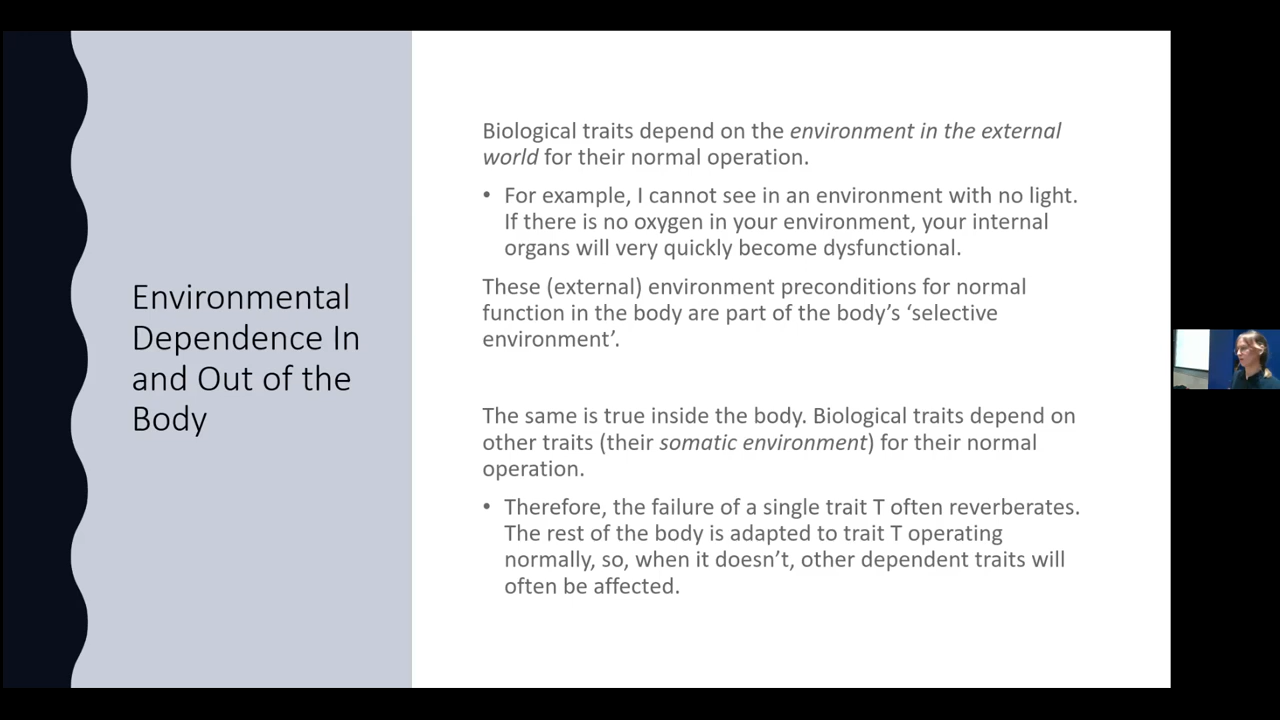 Environmental
Dependence In
and Out of the
Body
Biological traits depend on the environment in the external
world for their normal operation.
• For example, I cannot see in an environment with no light.
If there is no oxygen in your environment, your internal
organs will very quickly become dysfunctional.
These (external) environment preconditions for normal
function in the body are part of the body’s ‘selective
environment’.
The same is true inside the body. Biological traits depend on
other traits (their somatic environment) for their normal
operation.
• Therefore, the failure of a single trait T often reverberates.
The rest of the body is adapted to trait T operating
normally, so, when it doesn’t, other dependent traits will
often be affected.